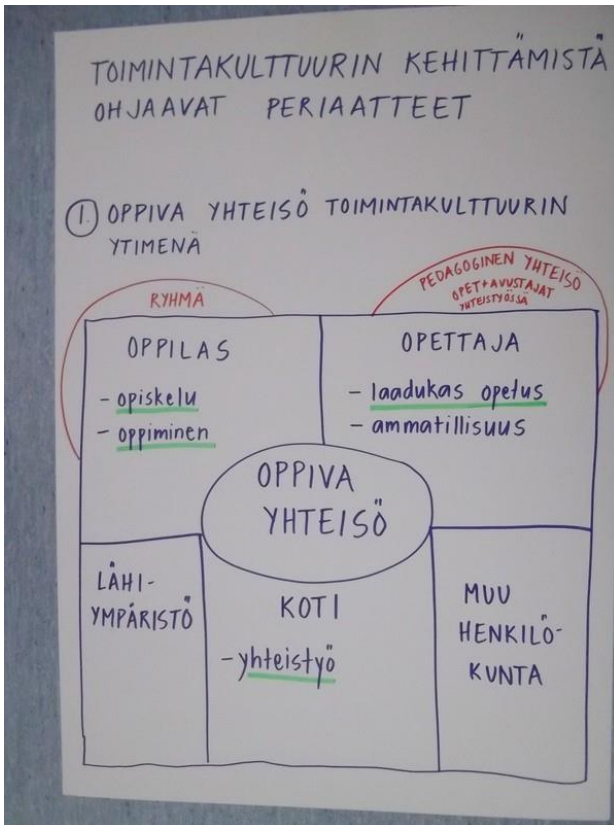 TOIMINTAKULTTUURIN KEHITTÄMISTÄ
OHJAAVAT PERIAATTEET
1. OPPIVA YHTEISÖ TOIMINTAKULTTUURIN
YTIMENÄ
RYHMÄ
PEDAGOGINEN YHTEISÖ
OPET+AVUSTAJAT
YHTEISTYÖSSÄ
OPPILAS
- opiskelu
- oppiminen
OPETTAJA
- laadukas opetus
- ammatillisuus
OPPIVA
YHTEISÖ
LÄHI-
YMPÄRISTÖ
KOTI
- yhteistyö
MUU
HENKILÖ-
KUNTA